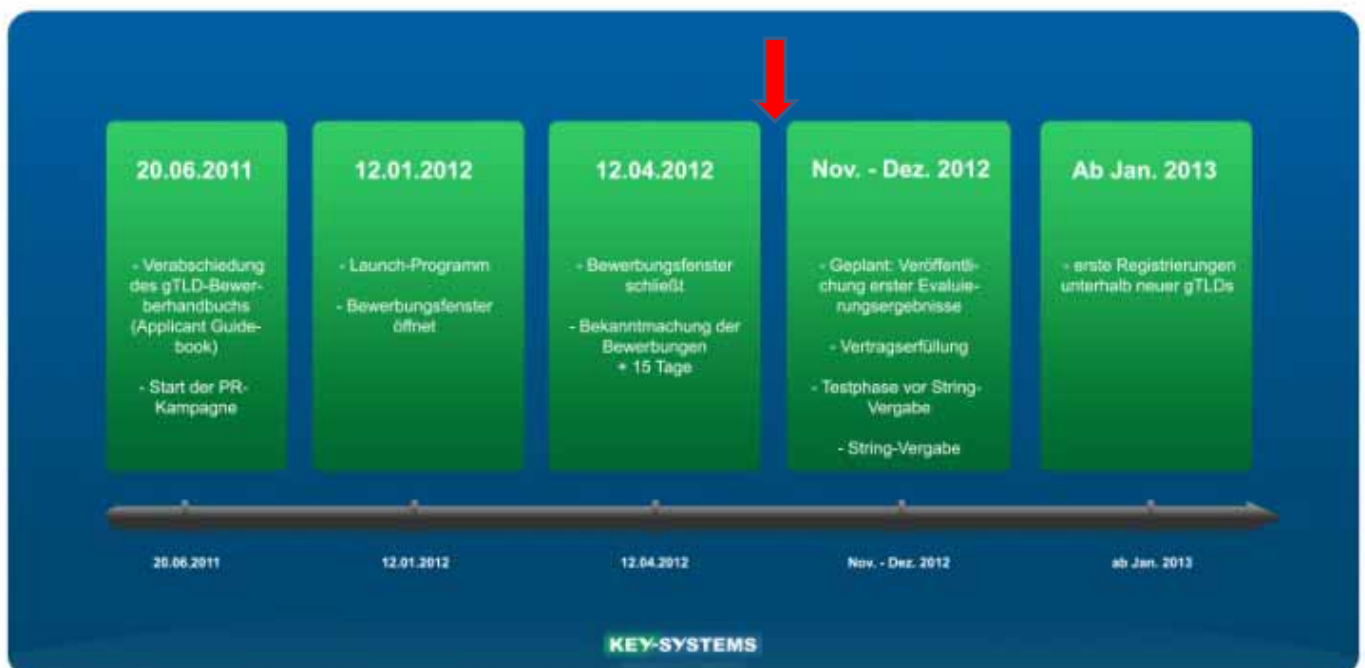 20.06.2011
- Verabschiedung
des gTLD-Bewer-
berhandbuchs
(Applicant Guide-
book)
- Start der PR-
Kampagne
12.01.2012
- Launch-Programm
- Bewerbungsfenster
öffnet
12.04.2012
- Bewerbungsfenster
schließt
- Bekanntmachung der
Bewerbungen
+ 15 Tage
Nov. - Dez. 2012
- Geplant: Veröffentli-
chung erster Evaluie-
rungsergebnisse
- Vertragserfüllung
- Testphase vor String-
Vergabe
- String-Vergabe
Ab Jan. 2013
- erste Registrierungen
unterhalb neuer gTLDs
20.06.2011
12.01.2012
12.04.2012
Nov. - Dez. 2012
ab Jan. 2013
KEY-SYSTEMS